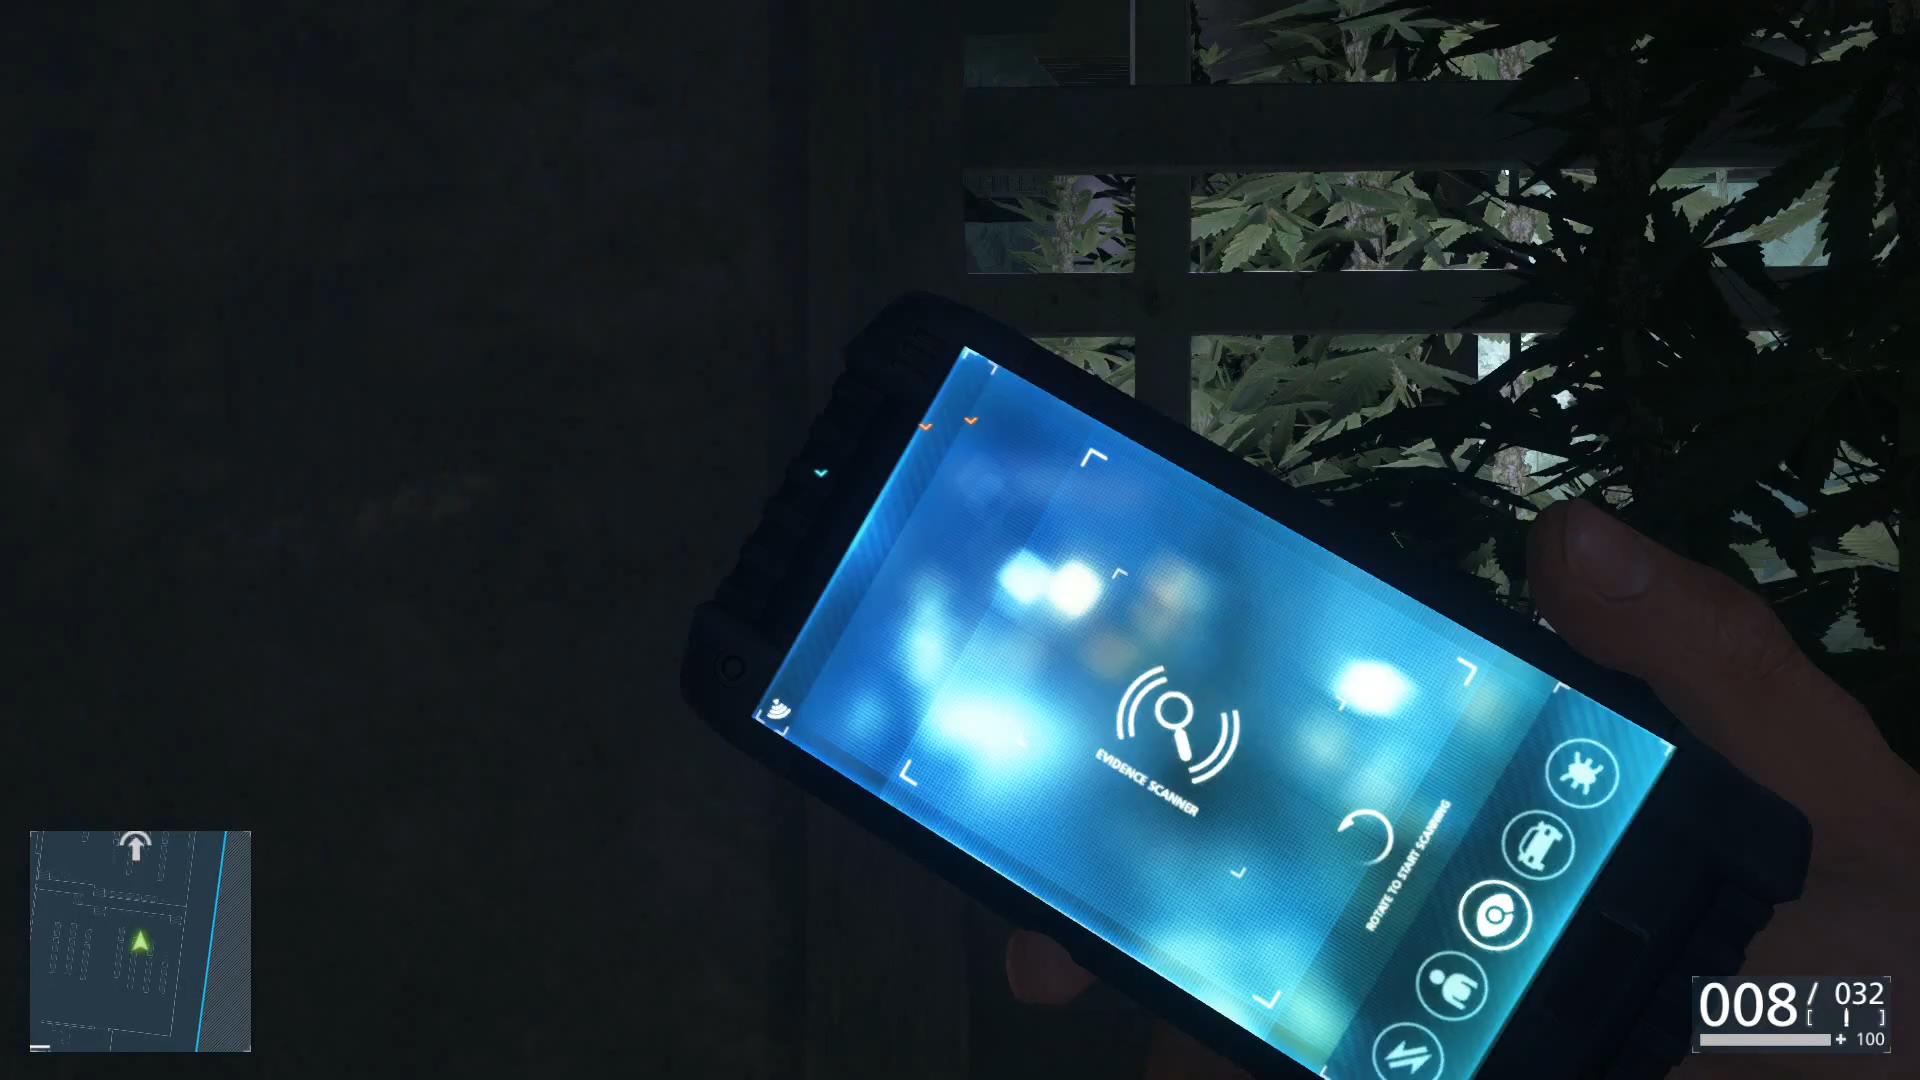 EVIDENCE SCANNER
ROTATE TO START SCANNING
008/ 032
[ ! ]
+ 100